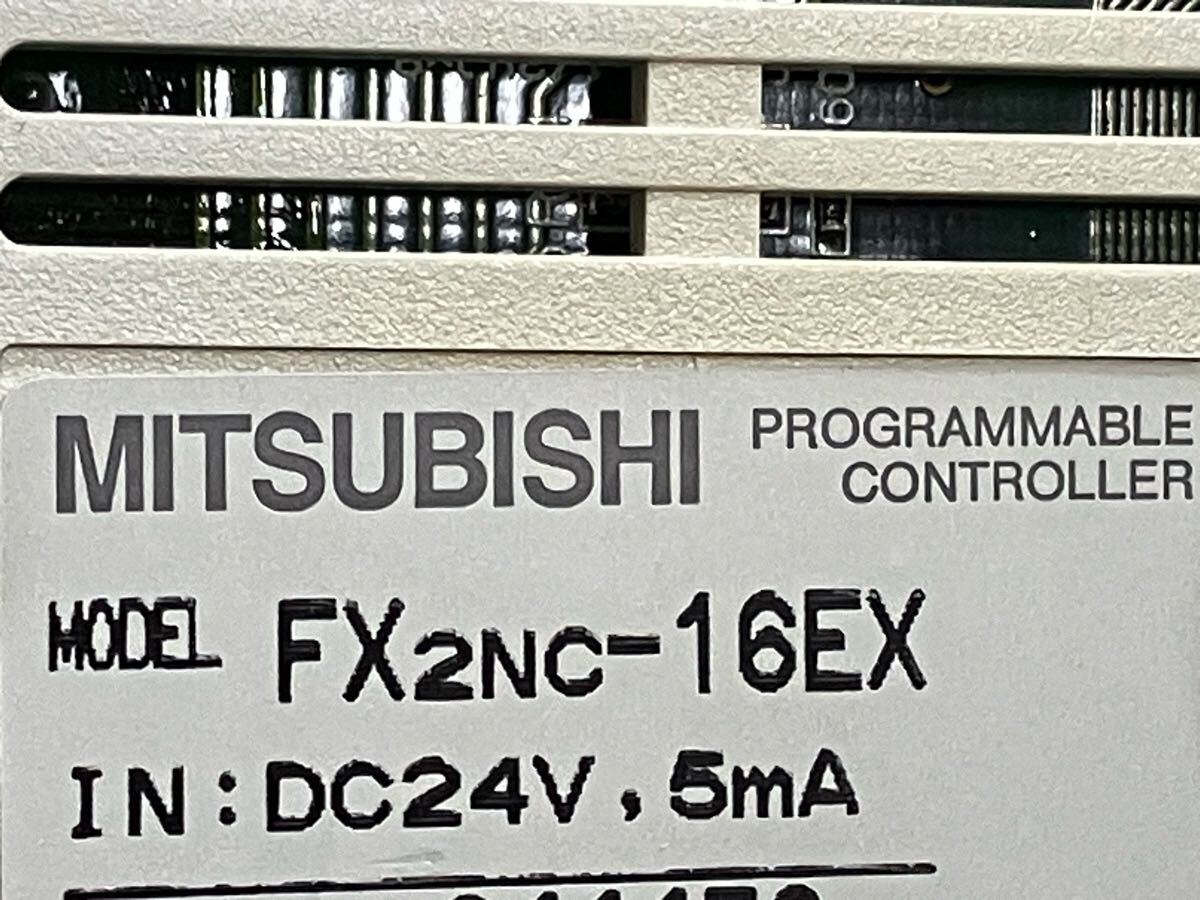 MITSUBISHI PROGRAMMABLE
CONTROLLER
MODEL FX2NC-16EX
IN:DC24V,5mA